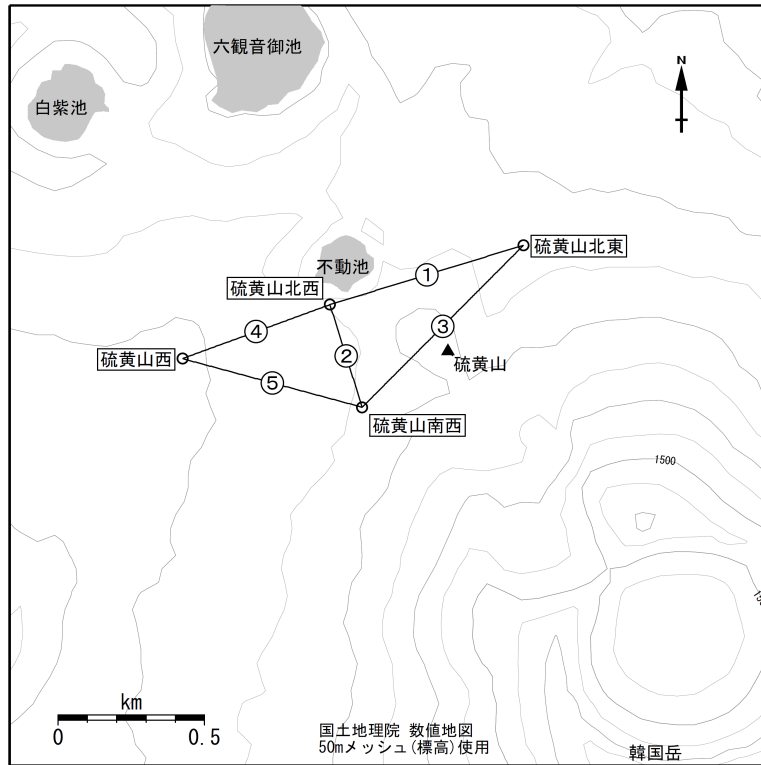 六観音御池
白紫池
N
不動池
硫黄山北東
①
硫黄山北西
③
④
②
硫黄山西
硫黄山
⑤
硫黄山南西
1500
km
0 0.5
国土地理院 数値地図
50mメッシュ(標高)使用
韓国岳